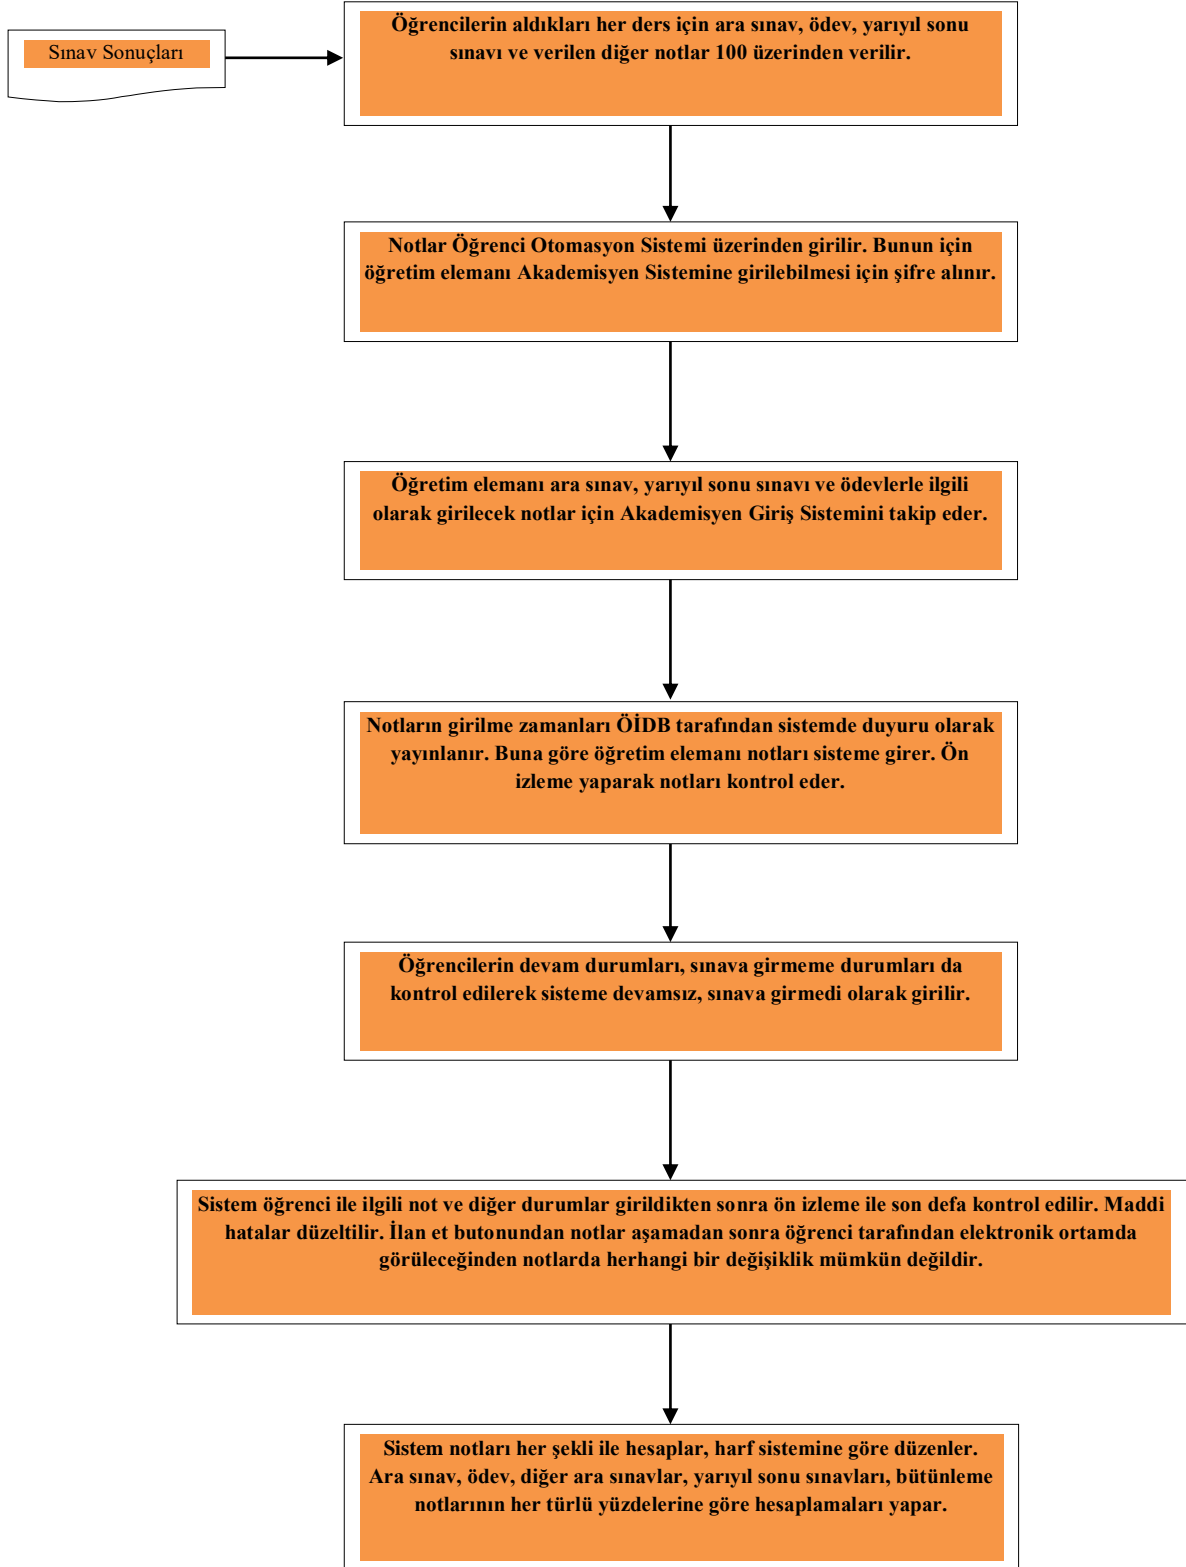 Sınav Sonuçları
Öğrencilerin aldıkları her ders için ara sınav, ödev, yarıyıl sonu
sınavı ve verilen diğer notlar 100 üzerinden verilir.
Notlar Öğrenci Otomasyon Sistemi üzerinden girilir. Bunun için
öğretim elemanı Akademisyen Sistemine girilebilmesi için şifre alınır.
Öğretim elemanı ara sınav, yarıyıl sonu sınavı ve ödevlerle ilgili
olarak girilecek notlar için Akademisyen Giriş Sistemini takip eder.
Notların girilme zamanları ÖİDB tarafından sistemde duyuru olarak
yayınlanır. Buna göre öğretim elemanı notları sisteme girer. Ön
izleme yaparak notları kontrol eder.
Öğrencilerin devam durumları, sınava girmeme durumları da
kontrol edilerek sisteme devamsız, sınava girmedi olarak girilir.
Sistem öğrenci ile ilgili not ve diğer durumlar girildikten sonra ön izleme ile son defa kontrol edilir. Maddi
hatalar düzeltilir. İlan et butonundan notlar aşamadan sonra öğrenci tarafından elektronik ortamda
görüleceğinden notlarda herhangi bir değişiklik mümkün değildir.
Sistem notları her şekli ile hesaplar, harf sistemine göre düzenler.
Ara sınav, ödev, diğer ara sınavlar, yarıyıl sonu sınavları, bütünleme
notlarının her türlü yüzdelerine göre hesaplamaları yapar.